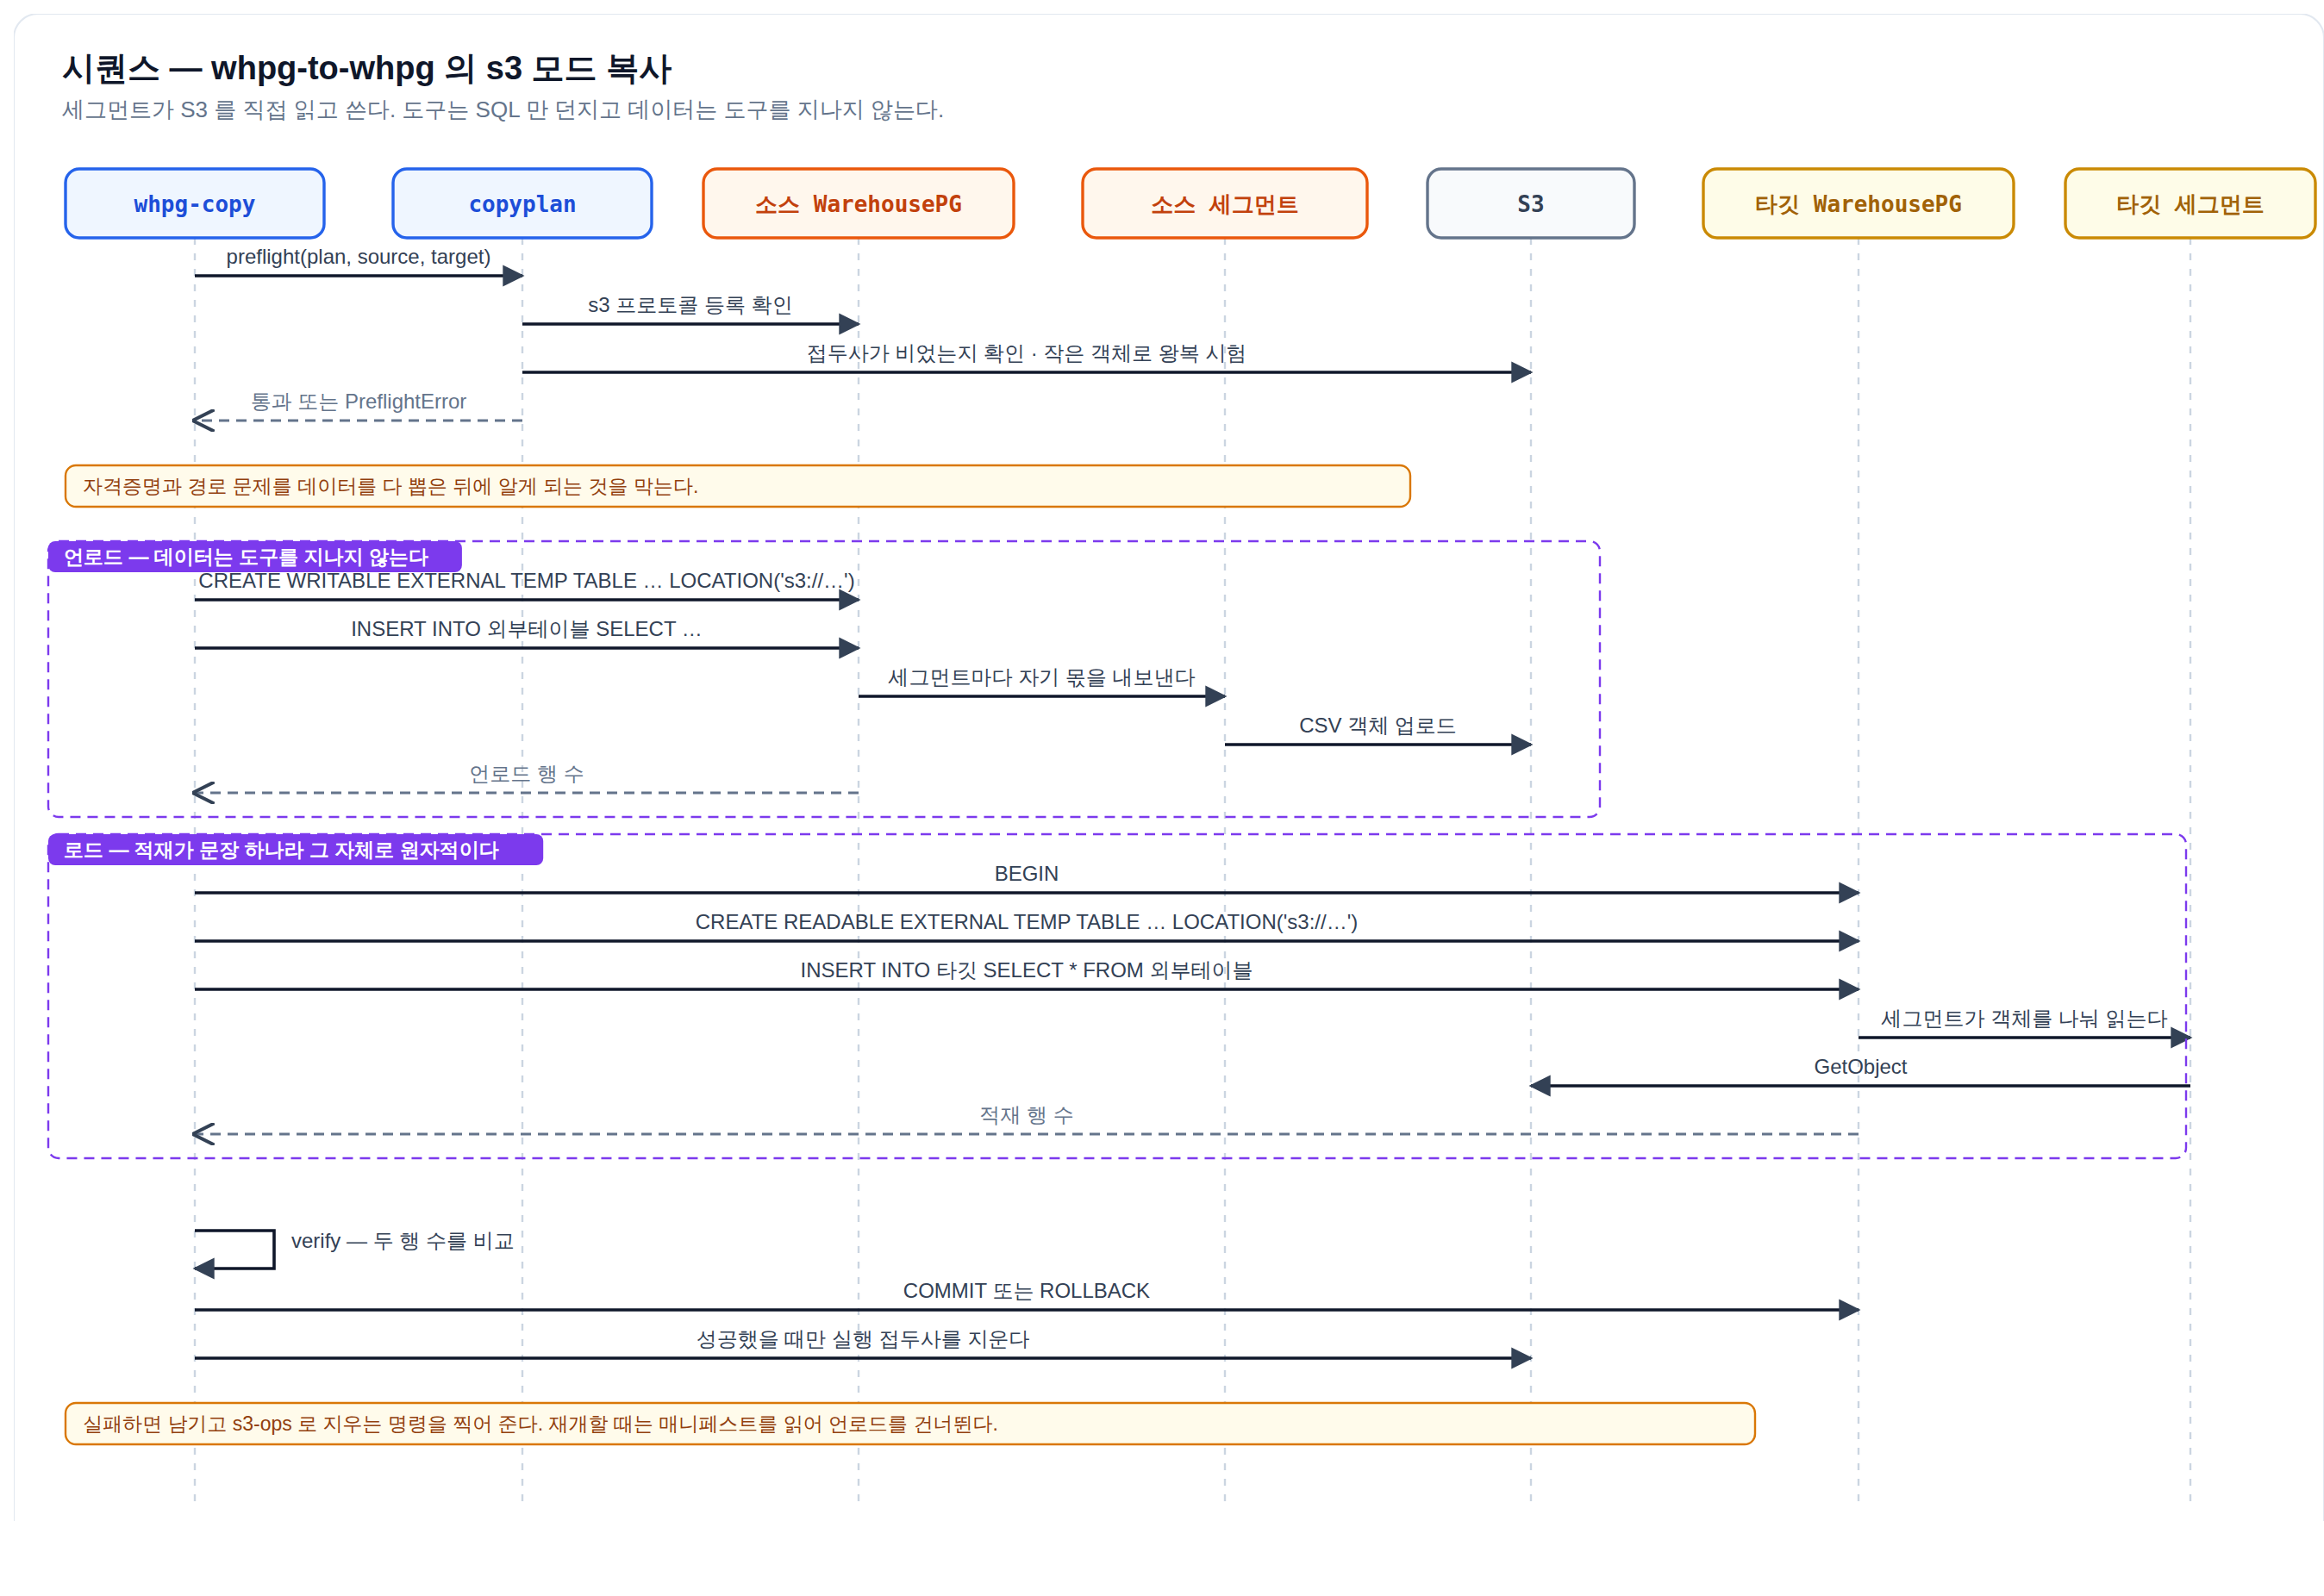 시퀀스 — whpg-to-whpg 의 s3 모드 복사
세그먼트가 S3 를 직접 읽고 쓴다. 도구는 SQL 만 던지고 데이터는 도구를 지나지 않는다.
whpg-copy
copyplan
소스 WarehousePG
소스 세그먼트
S3
타깃 WarehousePG
타깃 세그먼트
preflight(plan, source, target)
s3 프로토콜 등록 확인
접두사가 비었는지 확인 · 작은 객체로 왕복 시험
통과 또는 PreflightError
자격증명과 경로 문제를 데이터를 다 뽑은 뒤에 알게 되는 것을 막는다.
언로드 — 데이터는 도구를 지나지 않는다
CREATE WRITABLE EXTERNAL TEMP TABLE … LOCATION('s3://…')
INSERT INTO 외부테이블 SELECT …
세그먼트마다 자기 몫을 내보낸다
CSV 객체 업로드
언로드 행 수
로드 — 적재가 문장 하나라 그 자체로 원자적이다
BEGIN
CREATE READABLE EXTERNAL TEMP TABLE … LOCATION('s3://…')
INSERT INTO 타깃 SELECT * FROM 외부테이블
세그먼트가 객체를 나눠 읽는다
GetObject
적재 행 수
verify — 두 행 수를 비교
COMMIT 또는 ROLLBACK
성공했을 때만 실행 접두사를 지운다
실패하면 남기고 s3-ops 로 지우는 명령을 찍어 준다. 재개할 때는 매니페스트를 읽어 언로드를 건너뛴다.